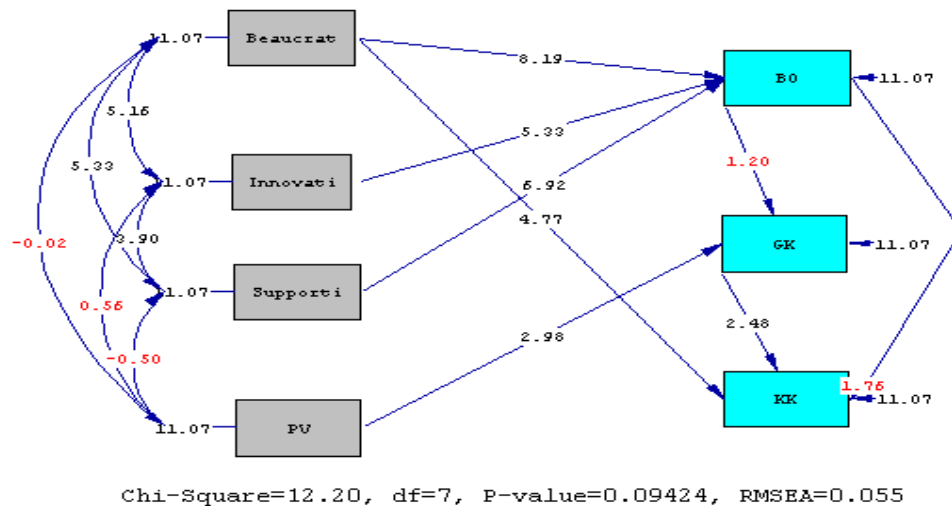 11.07
Beaucrat
8.19
BO
11.07
5.16
5.33
5.33
1.20
1.07
Innovati
6.92
4.77
-0.02
3.90
GK
11.07
1.07
Supporti
0.56
2.48
2.98
-0.50
1.76
KK
11.07
11.07
PV
Chi-Square=12.20, df=7, P-value=0.09424, RMSEA=0.055